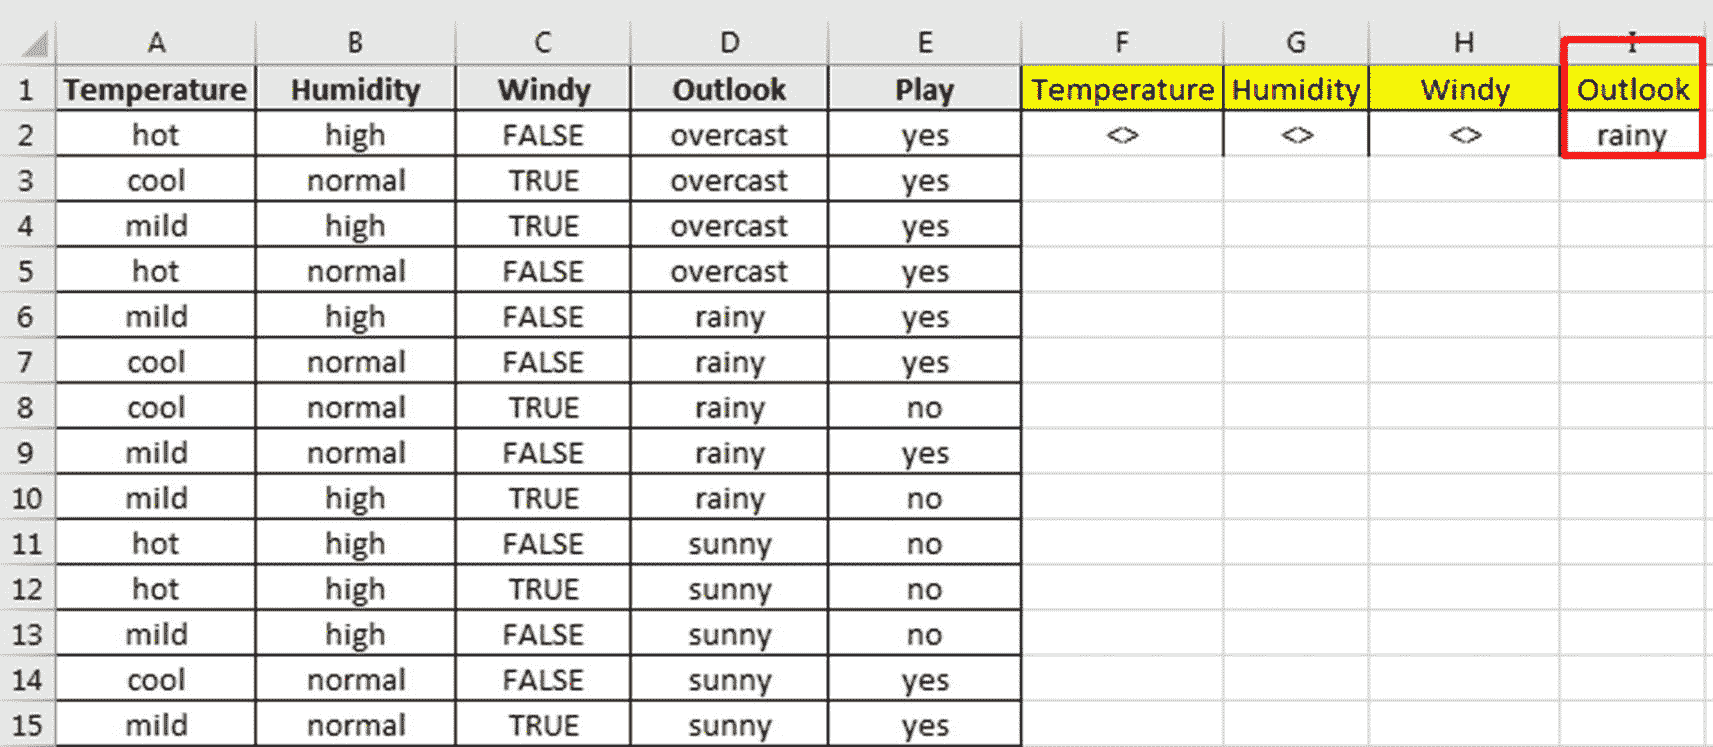 A B C D E F G H I
1 Temperature Humidity Windy Outlook Play Temperature Humidity Windy Outlook
2 hot high FALSE overcast yes <> <> <> rainy
3 cool normal TRUE overcast yes
4 mild high TRUE overcast yes
5 hot normal FALSE overcast yes
6 mild high FALSE rainy yes
7 cool normal FALSE rainy yes
8 cool normal TRUE rainy no
9 mild normal FALSE rainy yes
10 mild high TRUE rainy no
11 hot high FALSE sunny no
12 hot high TRUE sunny no
13 mild high FALSE sunny no
14 cool normal FALSE sunny yes
15 mild normal TRUE sunny yes